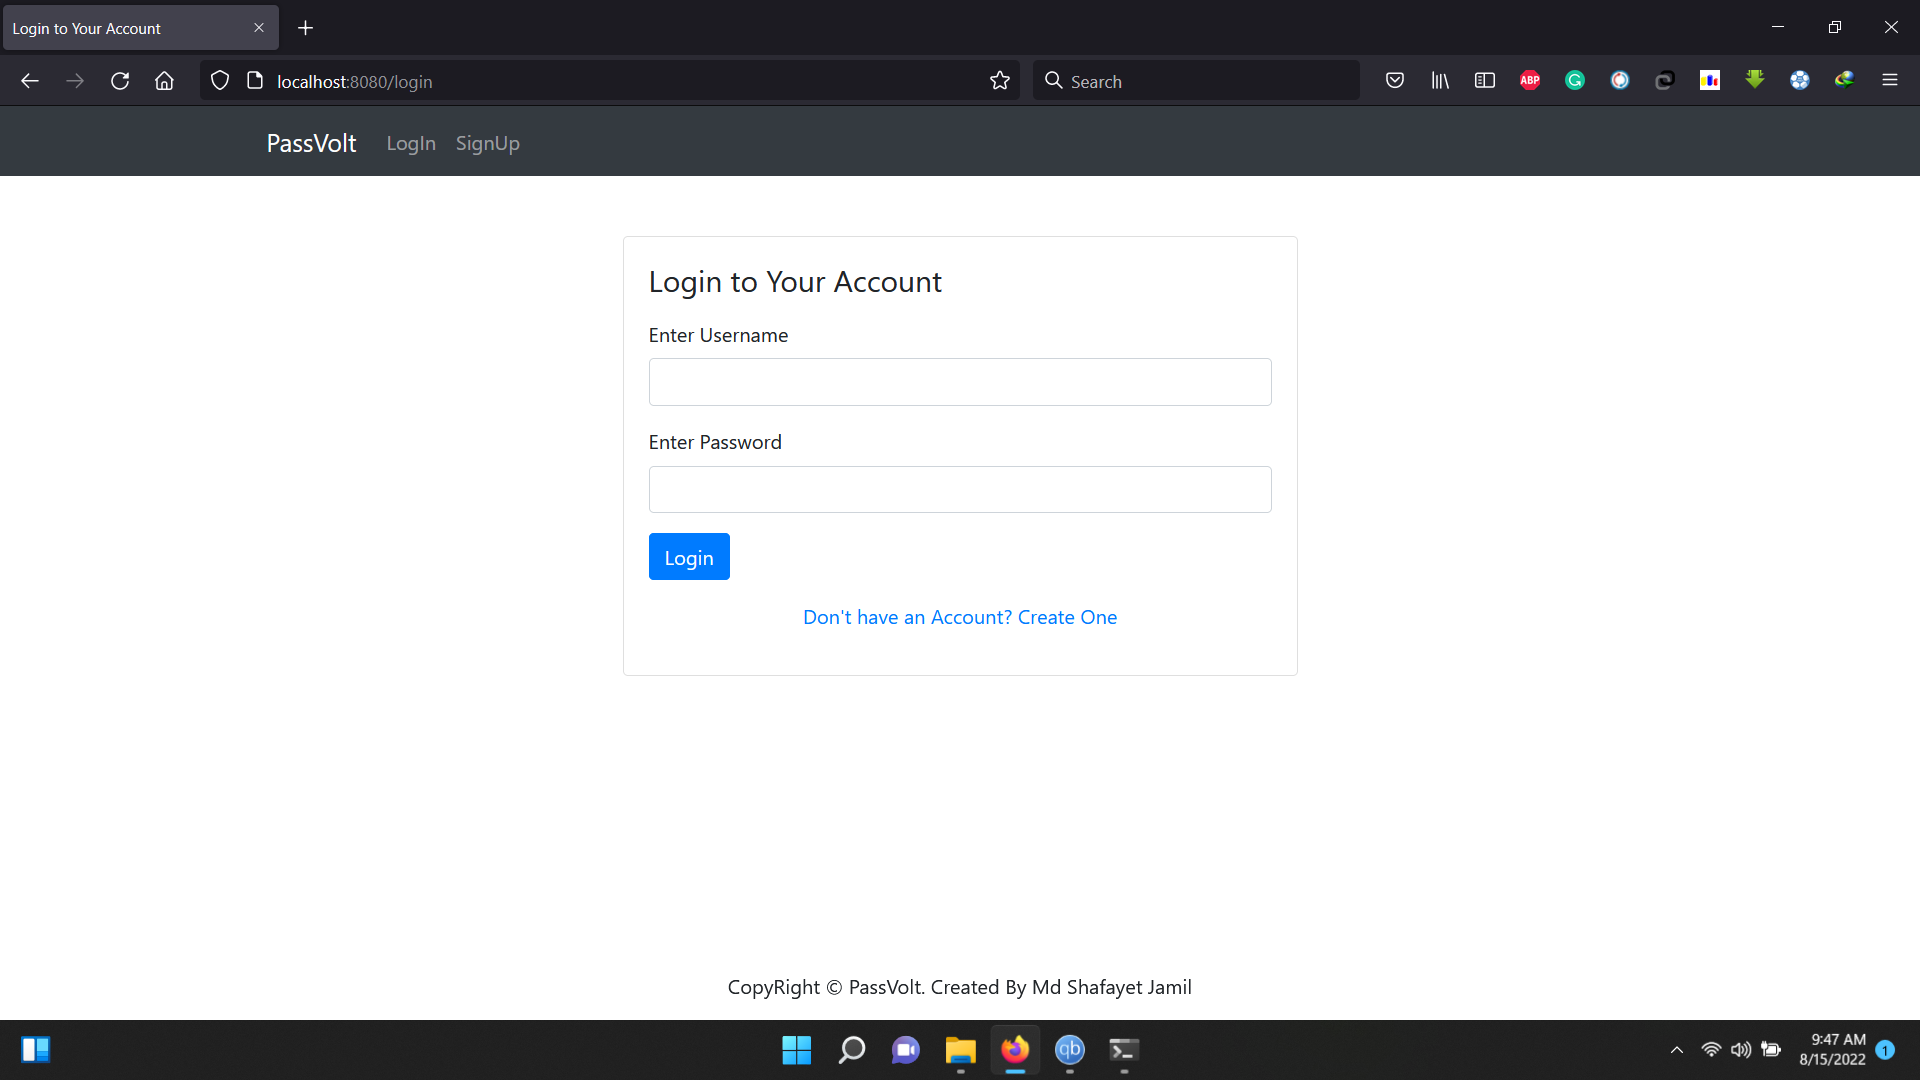 Login to Your Account
localhost:8080/login
Search
ABP
PassVolt LogIn SignUp
Login to Your Account
Enter Username
Enter Password
Login
Don't have an Account? Create One
CopyRight © PassVolt. Created By Md Shafayet Jamil
qb
9:47 AM
8/15/2022
1